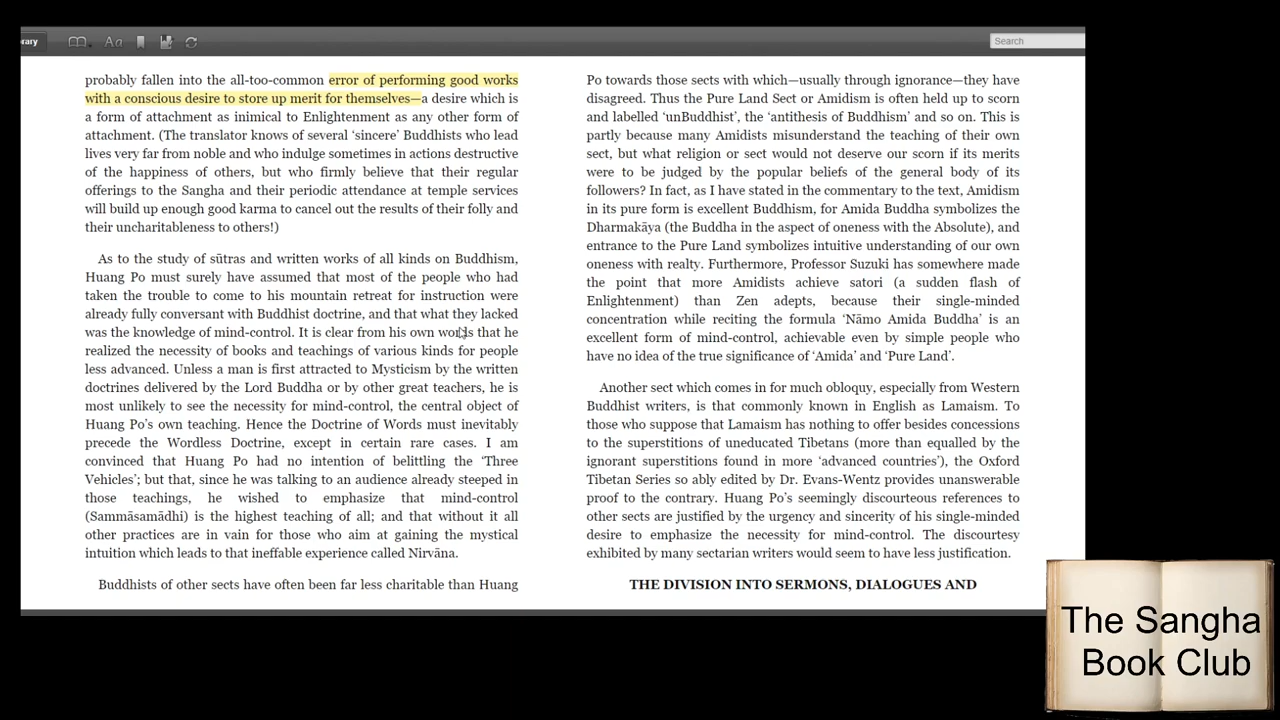 rary
Aa
Search
probably fallen into the all-too-common error of performing good works
with a conscious desire to store up merit for themselves—a desire which is
a form of attachment as inimical to Enlightenment as any other form of
attachment. (The translator knows of several ‘sincere’ Buddhists who lead
lives very far from noble and who indulge sometimes in actions destructive
of the happiness of others, but who firmly believe that their regular
offerings to the Sangha and their periodic attendance at temple services
will build up enough good karma to cancel out the results of their folly and
their uncharitableness to others!)
As to the study of sūtras and written works of all kinds on Buddhism,
Huang Po must surely have assumed that most of the people who had
taken the trouble to come to his mountain retreat for instruction were
already fully conversant with Buddhist doctrine, and that what they lacked
was the knowledge of mind-control. It is clear from his own words that he
realized the necessity of books and teachings of various kinds for people
less advanced. Unless a man is first attracted to Mysticism by the written
doctrines delivered by the Lord Buddha or by other great teachers, he is
most unlikely to see the necessity for mind-control, the central object of
Huang Po’s own teaching. Hence the Doctrine of Words must inevitably
precede the Wordless Doctrine, except in certain rare cases. I am
convinced that Huang Po had no intention of belittling the ‘Three
Vehicles’; but that, since he was talking to an audience already steeped in
those teachings, he wished to emphasize that mind-control
(Sammāsamādhi) is the highest teaching of all; and that without it all
other practices are in vain for those who aim at gaining the mystical
intuition which leads to that ineffable experience called Nirvāna.
Buddhists of other sects have often been far less charitable than Huang
Po towards those sects with which—usually through ignorance—they have
disagreed. Thus the Pure Land Sect or Amidism is often held up to scorn
and labelled ‘unBuddhist’, the ‘antithesis of Buddhism’ and so on. This is
partly because many Amidists misunderstand the teaching of their own
sect, but what religion or sect would not deserve our scorn if its merits
were to be judged by the popular beliefs of the general body of its
followers? In fact, as I have stated in the commentary to the text, Amidism
in its pure form is excellent Buddhism, for Amida Buddha symbolizes the
Dharmakāya (the Buddha in the aspect of oneness with the Absolute), and
entrance to the Pure Land symbolizes intuitive understanding of our own
oneness with realty. Furthermore, Professor Suzuki has somewhere made
the point that more Amidists achieve satori (a sudden flash of
Enlightenment) than Zen adepts, because their single-minded
concentration while reciting the formula ‘Nāmo Amida Buddha’ is an
excellent form of mind-control, achievable even by simple people who
have no idea of the true significance of ‘Amida’ and ‘Pure Land’.
Another sect which comes in for much obloquy, especially from Western
Buddhist writers, is that commonly known in English as Lamaism. To
those who suppose that Lamaism has nothing to offer besides concessions
to the superstitions of uneducated Tibetans (more than equalled by the
ignorant superstitions found in more ‘advanced countries’), the Oxford
Tibetan Series so ably edited by Dr. Evans-Wentz provides unanswerable
proof to the contrary. Huang Po’s seemingly discourteous references to
other sects are justified by the urgency and sincerity of his single-minded
desire to emphasize the necessity for mind-control. The discourtesy
exhibited by many sectarian writers would seem to have less justification.
THE DIVISION INTO SERMONS, DIALOGUES AND
The Sangha
Book Club